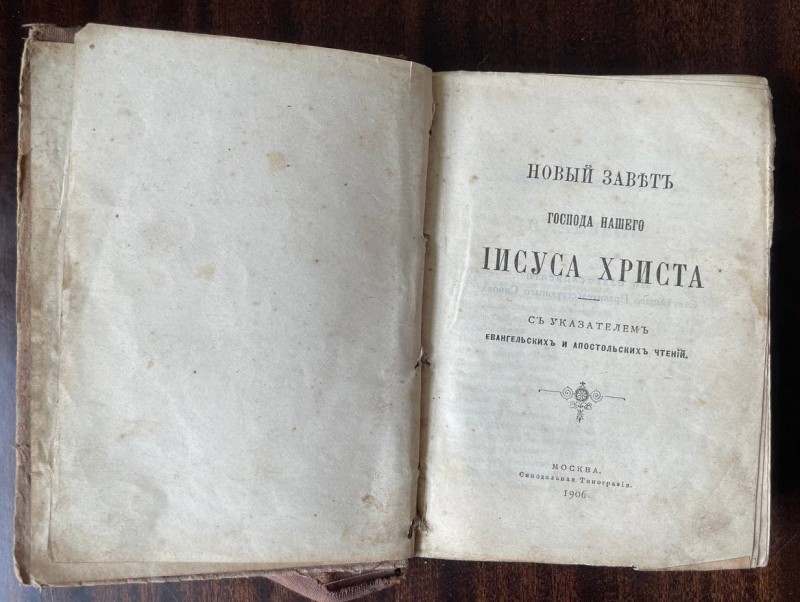 НОВЫЙ ЗАВѢТЪ
ГОСПОДА НАШЕГО
ІИСУСА ХРИСТА
СЪ УКАЗАТЕЛЕМЪ
ЕВАНГЕЛЬСКИХЪ И АПОСТОЛЬСКИХЪ ЧТЕНІЙ.
МОСКВА.
Синодальная Типографія.
1906